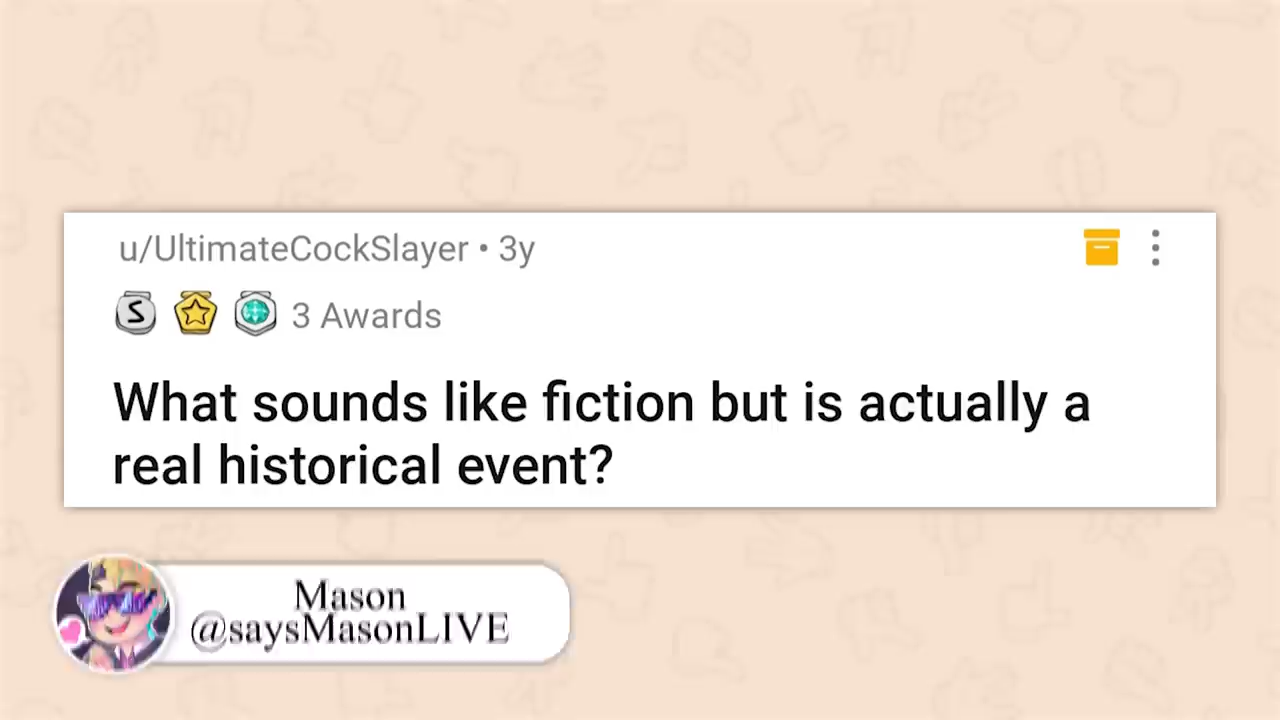 u/UltimateCockSlayer • 3y
S
3 Awards
What sounds like fiction but is actually a
real historical event?
Mason
@saysMasonLIVE